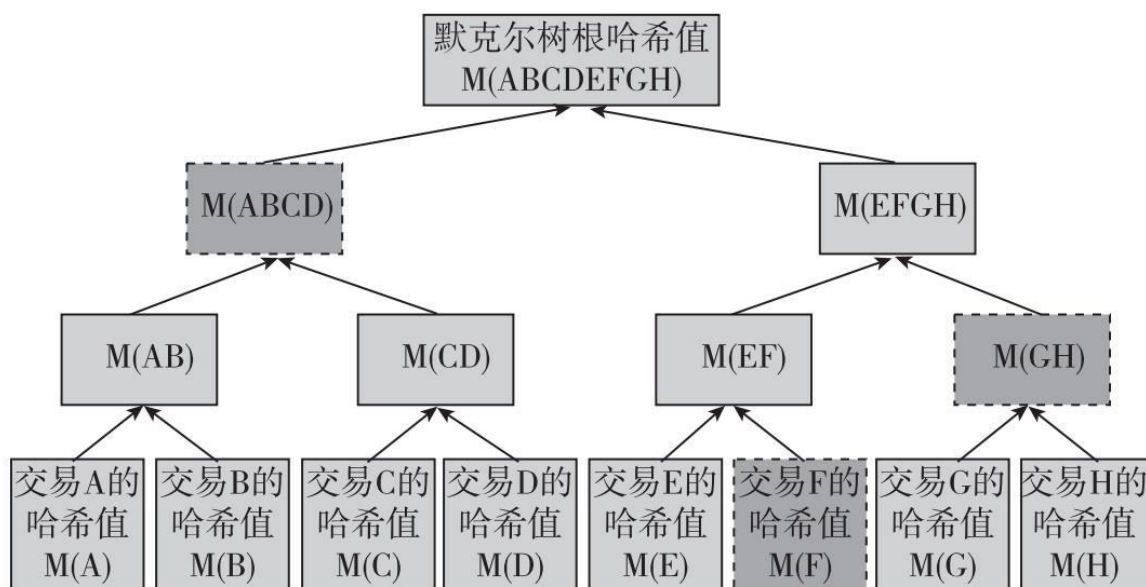 默克尔树根哈希值
M(ABCDEFGH)
M(ABCD)
M(EFGH)
M(AB)
M(CD)
M(EF)
M(GH)
交易A的
哈希值
M(A)
交易B的
哈希值
M(B)
交易C的
哈希值
M(C)
交易D的
哈希值
M(D)
交易E的
哈希值
M(E)
交易F的
哈希值
M(F)
交易G的
哈希值
M(G)
交易H的
哈希值
M(H)